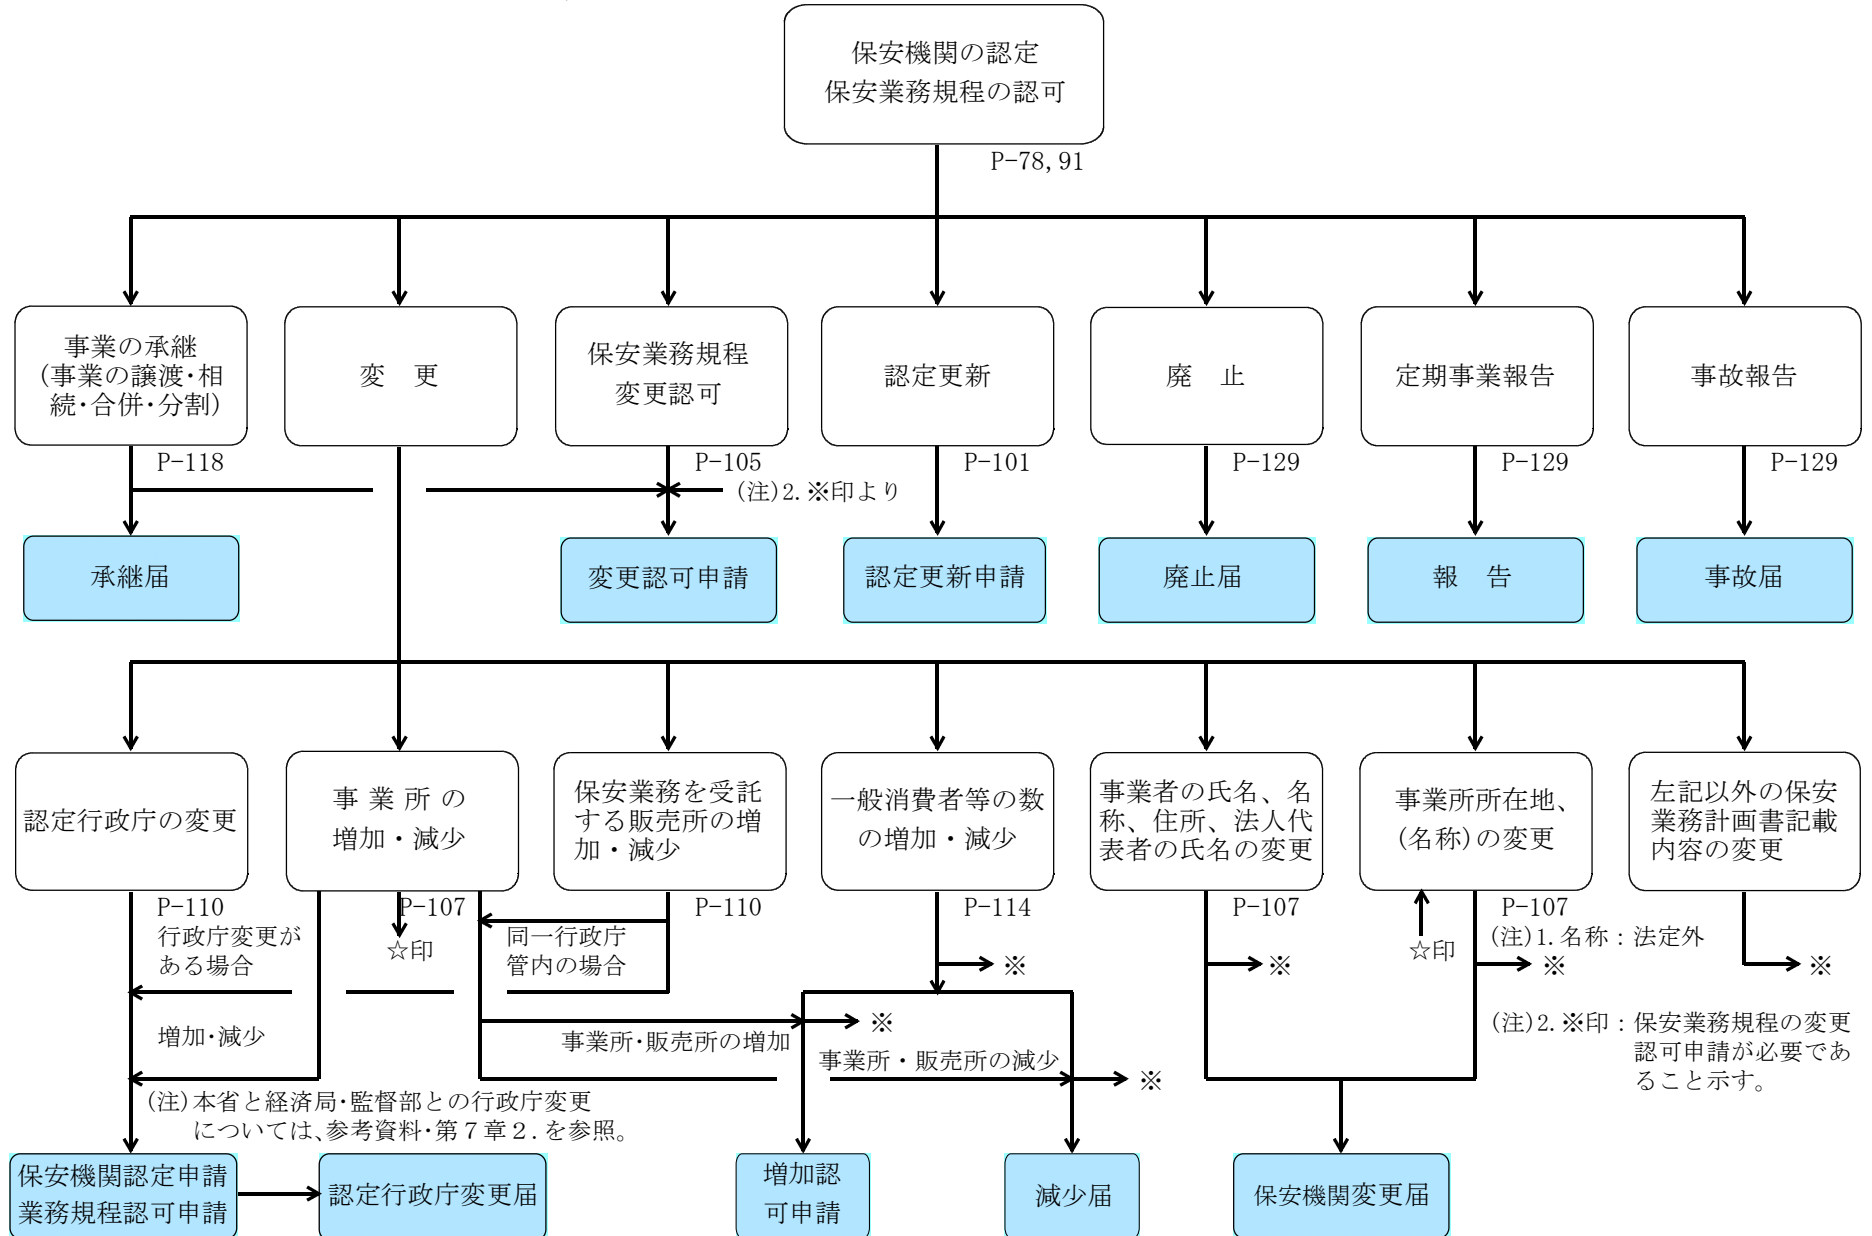 保安機関の認定
保安業務規程の認可
P-78,91
事業の承継
(事業の譲渡・相
続・合併・分割)
変　更
保安業務規程
変更認可
認定更新
廃　止
定期事業報告
事故報告
P-118
P-105
P-101
P-129
P-129
P-129
(注)2.※印より
承継届
変更認可申請
認定更新申請
廃止届
報　告
事故届
認定行政庁の変更
事 業 所 の
増加・減少
保安業務を受託
する販売所の増
加・減少
一般消費者等の数
の増加・減少
事業者の氏名、名
称、住所、法人代
表者の氏名の変更
事業所所在地、
(名称)の変更
左記以外の保安
業務計画書記載
内容の変更
P-110
P-107
P-110
P-114
P-107
P-107
行政庁変更が
ある場合
☆印
同一行政庁
管内の場合
※
※
☆印
(注)1.名称：法定外
※
※
増加・減少
事業所・販売所の増加
※
事業所・販売所の減少
※
(注)2.※印：保安業務規程の変更
認可申請が必要であ
ること示す。
(注)本省と経済局・監督部との行政庁変更
については、参考資料・第７章２．を参照。
保安機関認定申請
業務規程認可申請
認定行政庁変更届
増加認
可申請
減少届
保安機関変更届